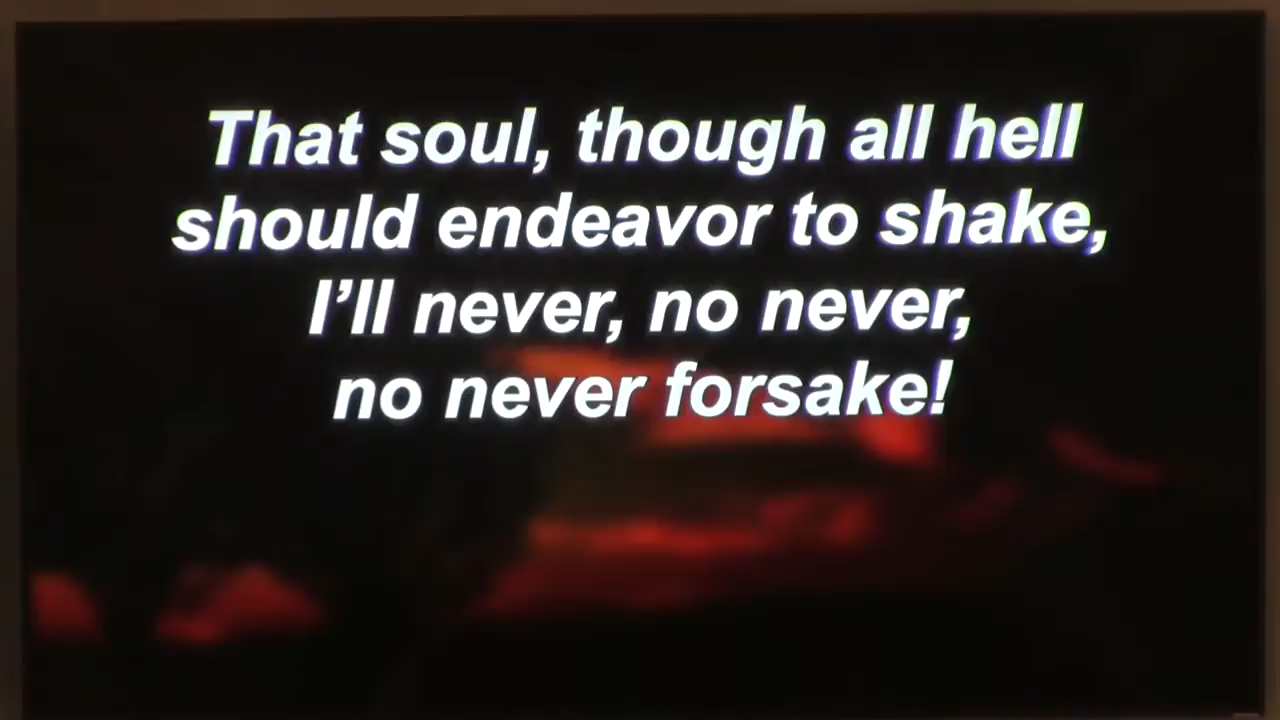 That soul, though all hell
should endeavor to shake,
I’ll never, no never,
no never forsake!